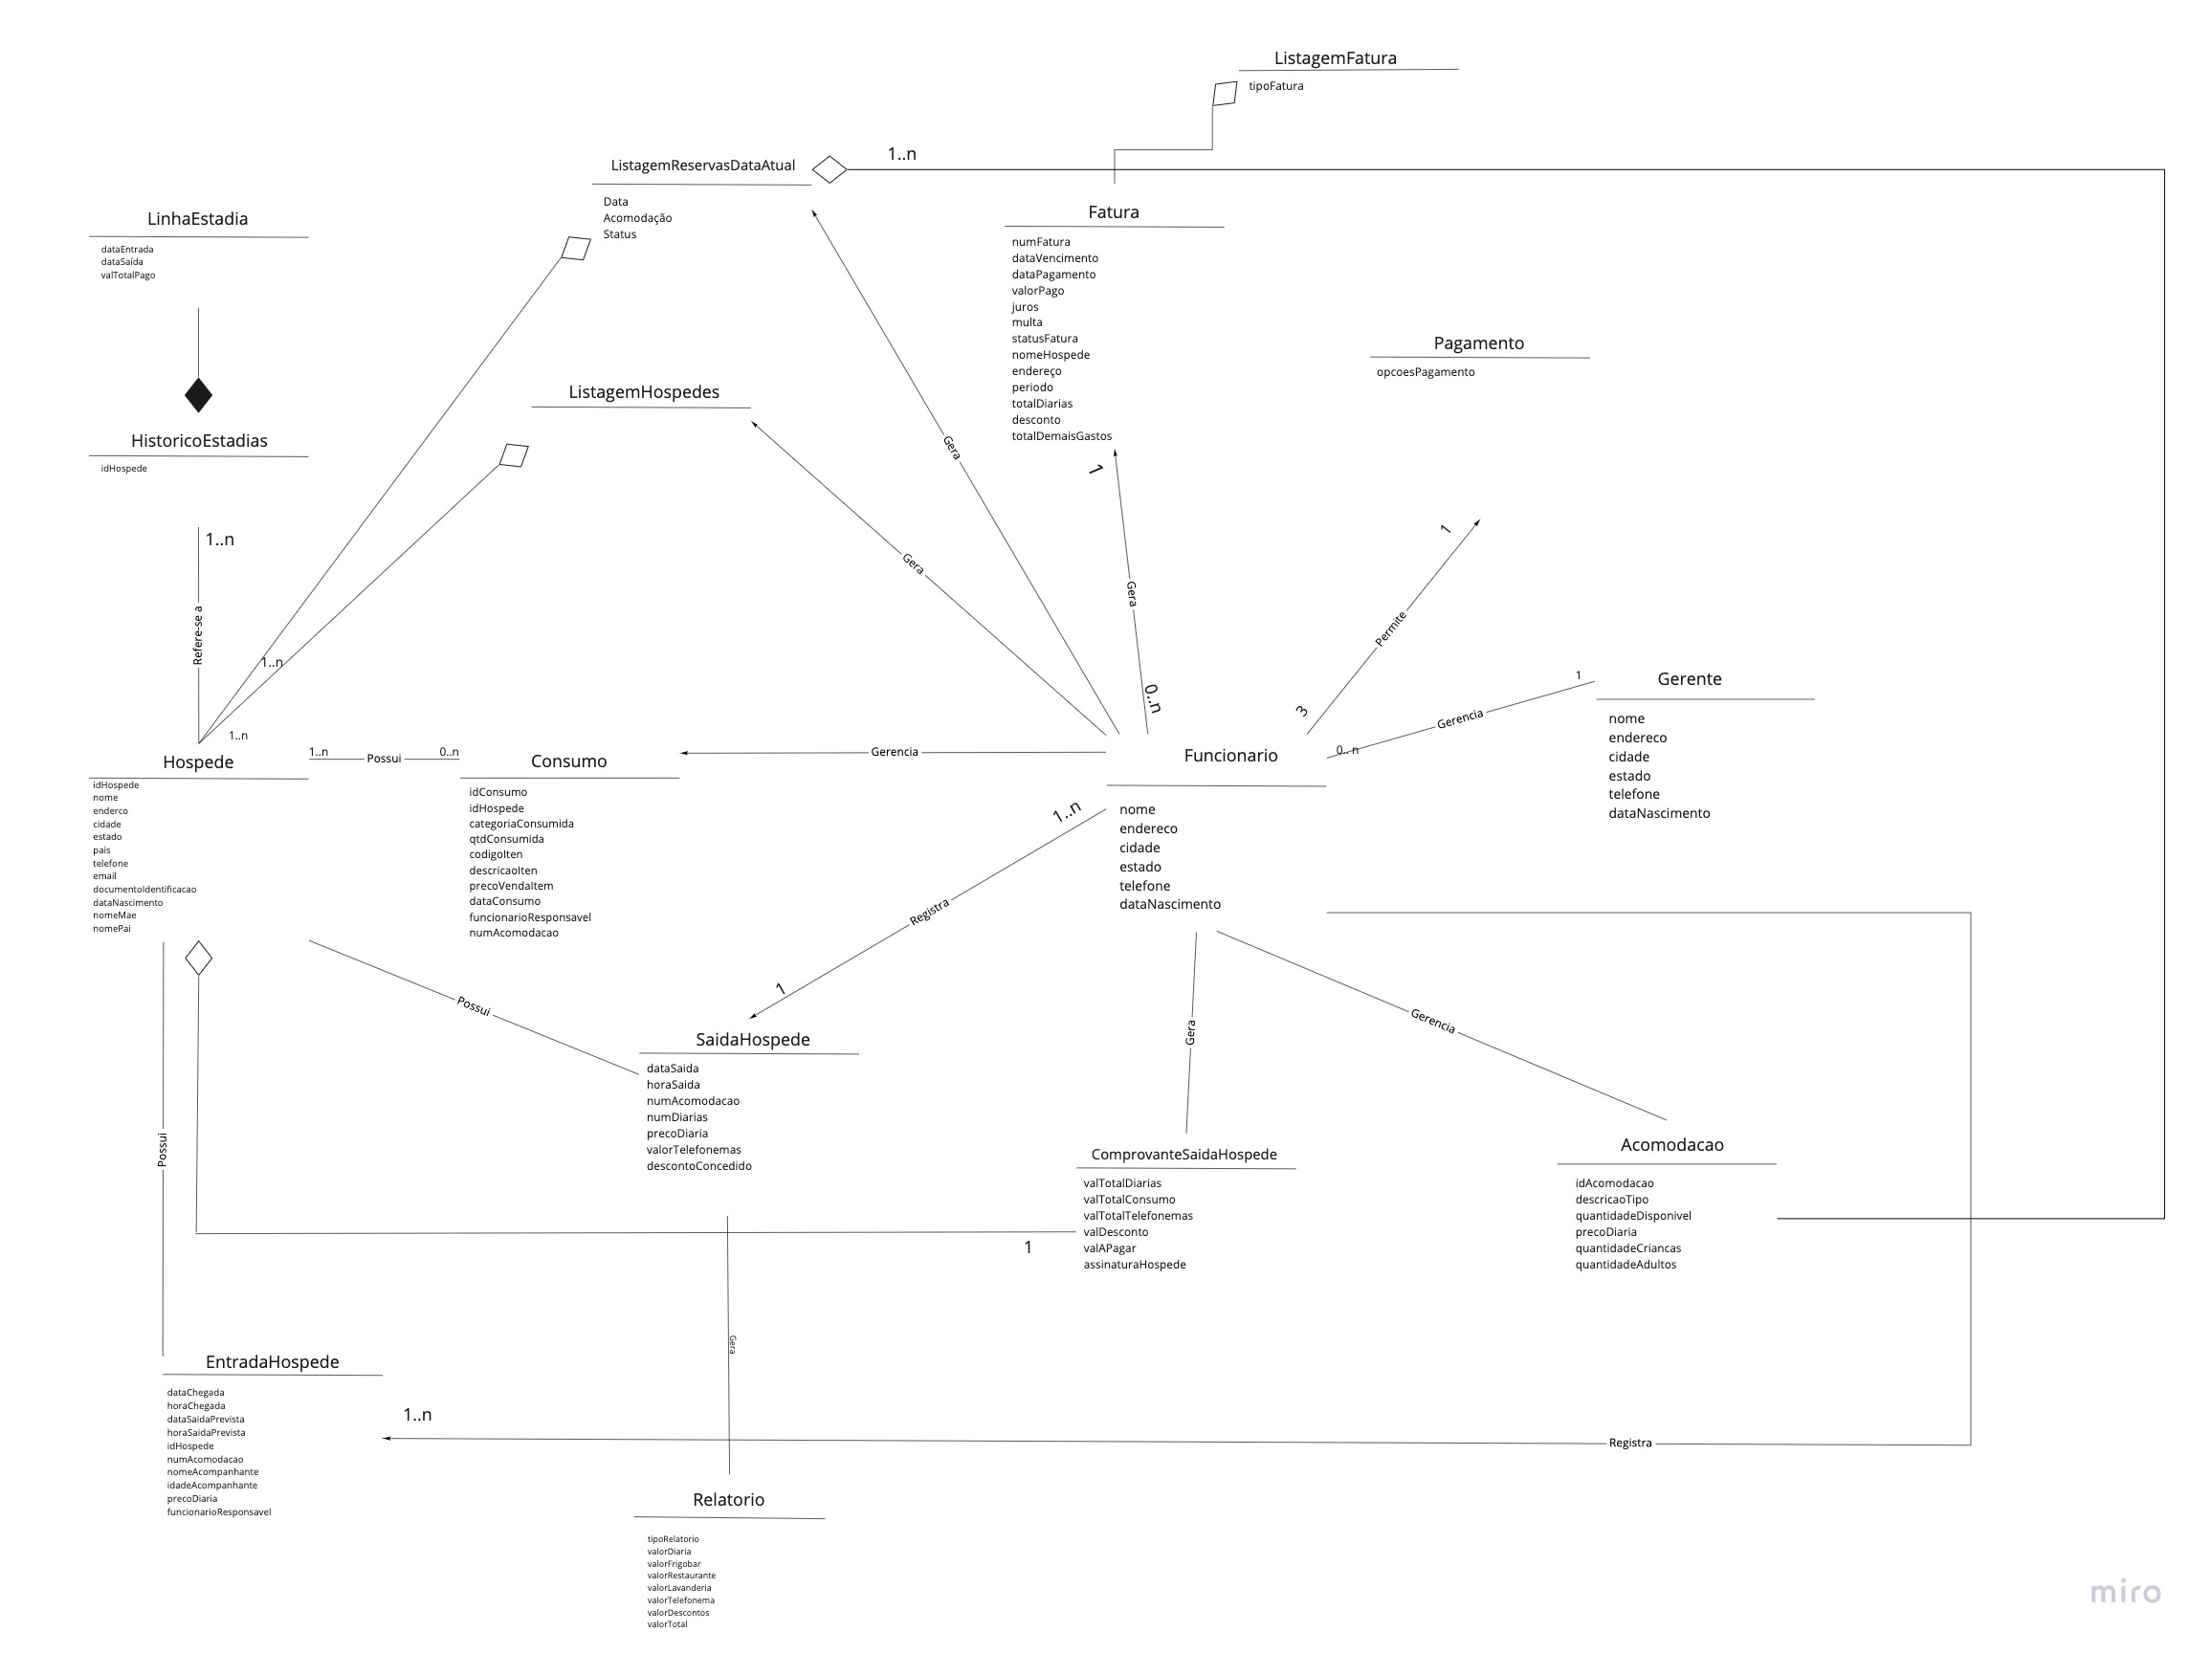 ListagemFatura
tipoFatura
ListagemReservasDataAtual
1..n
Data
Acomodação
Status
LinhaEstadia
dataEntrada
dataSaída
valTotalPago
Fatura
numFatura
dataVencimento
dataPagamento
valorPago
juros
multa
statusFatura
nomeHospede
endereço
periodo
totalDiarias
desconto
totalDemaisGastos
Pagamento
opcoesPagamento
ListagemHospedes
HistoricoEstadias
idHospede
1..n
Refere-se a
1..n
1..n
Gera
Gera
1
Gera
0..n
1
Permite
3
1
Gerencia
0.. n
Gerente
nome
endereco
cidade
estado
telefone
dataNascimento
Hospede
idHospede
nome
enderco
cidade
estado
pais
telefone
email
documentoIdentificacao
dataNascimento
nomeMae
nomePai
1..n
Possui
0..n
Consumo
idConsumo
idHospede
categoriaConsumida
qtdConsumida
codigoIten
descricaoIten
precoVendaItem
dataConsumo
funcionarioResponsavel
numAcomodacao
Gerencia
Funcionario
nome
endereco
cidade
estado
telefone
dataNascimento
1..n
Registra
1
Possui
SaidaHospede
dataSaida
horaSaida
numAcomodacao
numDiarias
precoDiaria
valorTelefonemas
descontoConcedido
Gera
Gerencia
ComprovanteSaidaHospede
valTotalDiarias
valTotalConsumo
valTotalTelefonemas
valDesconto
valAPagar
assinaturaHospede
1
Acomodacao
idAcomodacao
descricaoTipo
quantidadeDisponivel
precoDiaria
quantidadeCriancas
quantidadeAdultos
Possui
Gera
EntradaHospede
dataChegada
horaChegada
dataSaidaPrevista
horaSaidaPrevista
idHospede
numAcomodacao
nomeAcompanhante
idadeAcompanhante
precoDiaria
funcionarioResponsavel
1..n
Registra
Relatorio
tipoRelatorio
valorDiaria
valorFrigobar
valorRestaurante
valorLavanderia
valorTelefonema
valorDescontos
valorTotal
miro